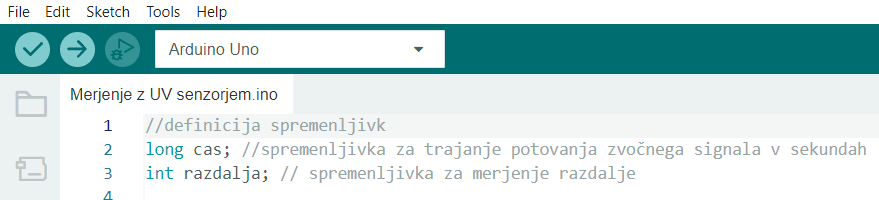 File Edit Sketch Tools Help
Arduino Uno
Merjenje z UV senzorjem.ino
1 //definicija spremenljivk
2 long cas; //spremenljivka za trajanje potovanja zvočnega signala v sekundah
3 int razdalja; // spremenljivka za merjenje razdalje
4